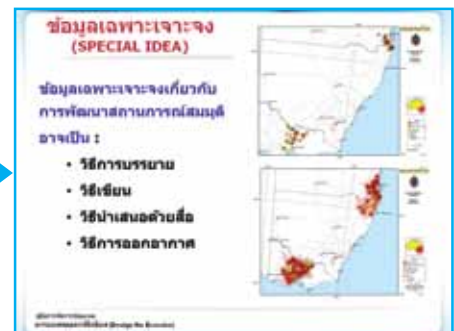 ข้อมูลเฉพาะเจาะจง
(SPECIAL IDEA)
ข้อมูลเฉพาะเจาะจงเกี่ยวกับ
การพัฒนาสถานการณ์สมมุติ
อาจเป็น :
• วิธีการบรรยาย
• วิธีเขียน
• วิธีนำเสนอด้วยสื่อ
• วิธีการออกอากาศ